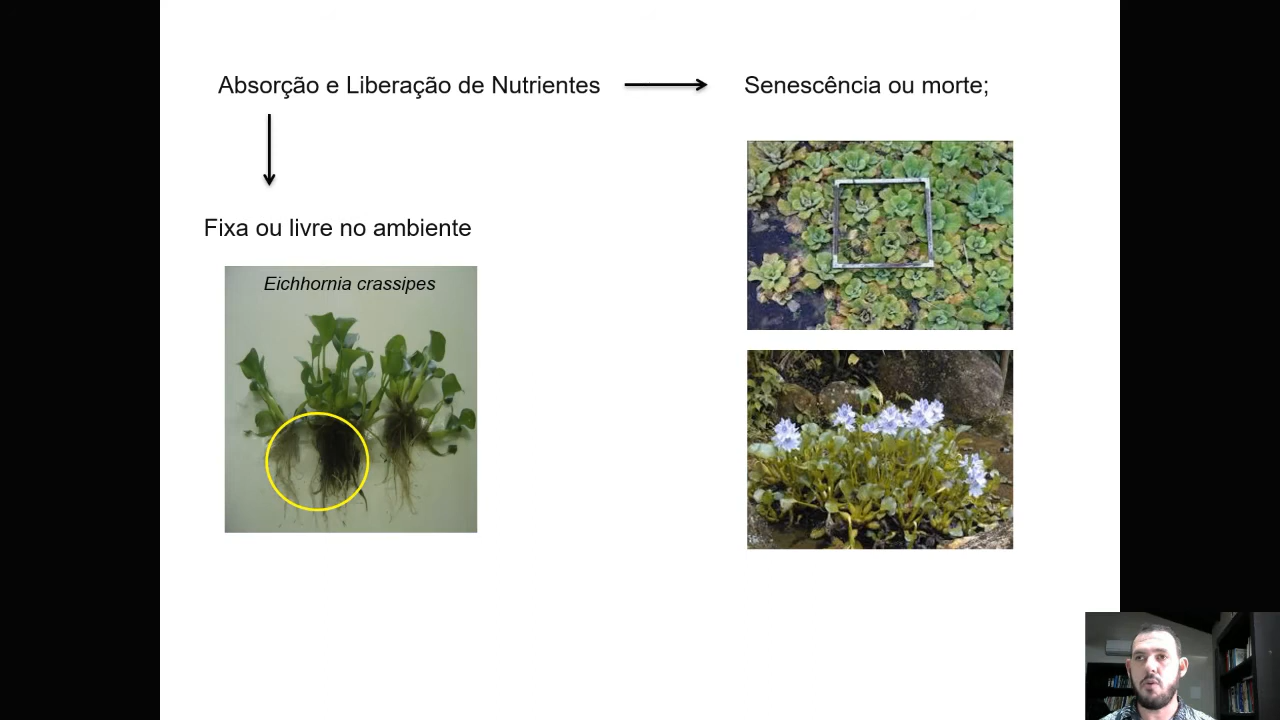 Absorção e Liberação de Nutrientes
Senescência ou morte;
Fixa ou livre no ambiente
Eichhornia crassipes